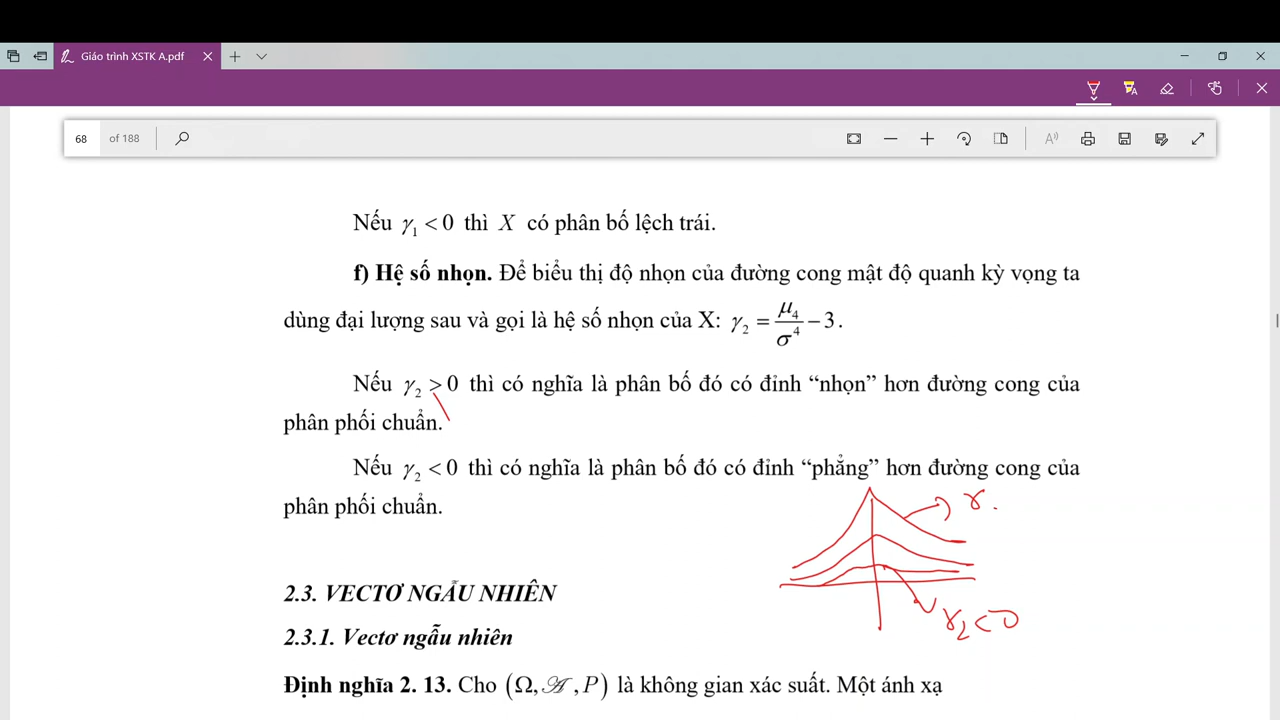 Giáo trình XSTK A.pdf
68 of 188
Nếu γ₁ < 0 thì X có phân bố lệch trái.
f) Hệ số nhọn. Để biểu thị độ nhọn của đường cong mật độ quanh kỳ vọng ta
dùng đại lượng sau và gọi là hệ số nhọn của X: γ₂ = μ₄/σ⁴ − 3.
Nếu γ₂ > 0 thì có nghĩa là phân bố đó có đỉnh “nhọn” hơn đường cong của
phân phối chuẩn.
Nếu γ₂ < 0 thì có nghĩa là phân bố đó có đỉnh “phẳng” hơn đường cong của
phân phối chuẩn.
γ
γ₂ < 0
2.3. VECTƠ NGẪU NHIÊN
2.3.1. Vectơ ngẫu nhiên
Định nghĩa 2. 13. Cho (Ω, 𝒜, P) là không gian xác suất. Một ánh xạ